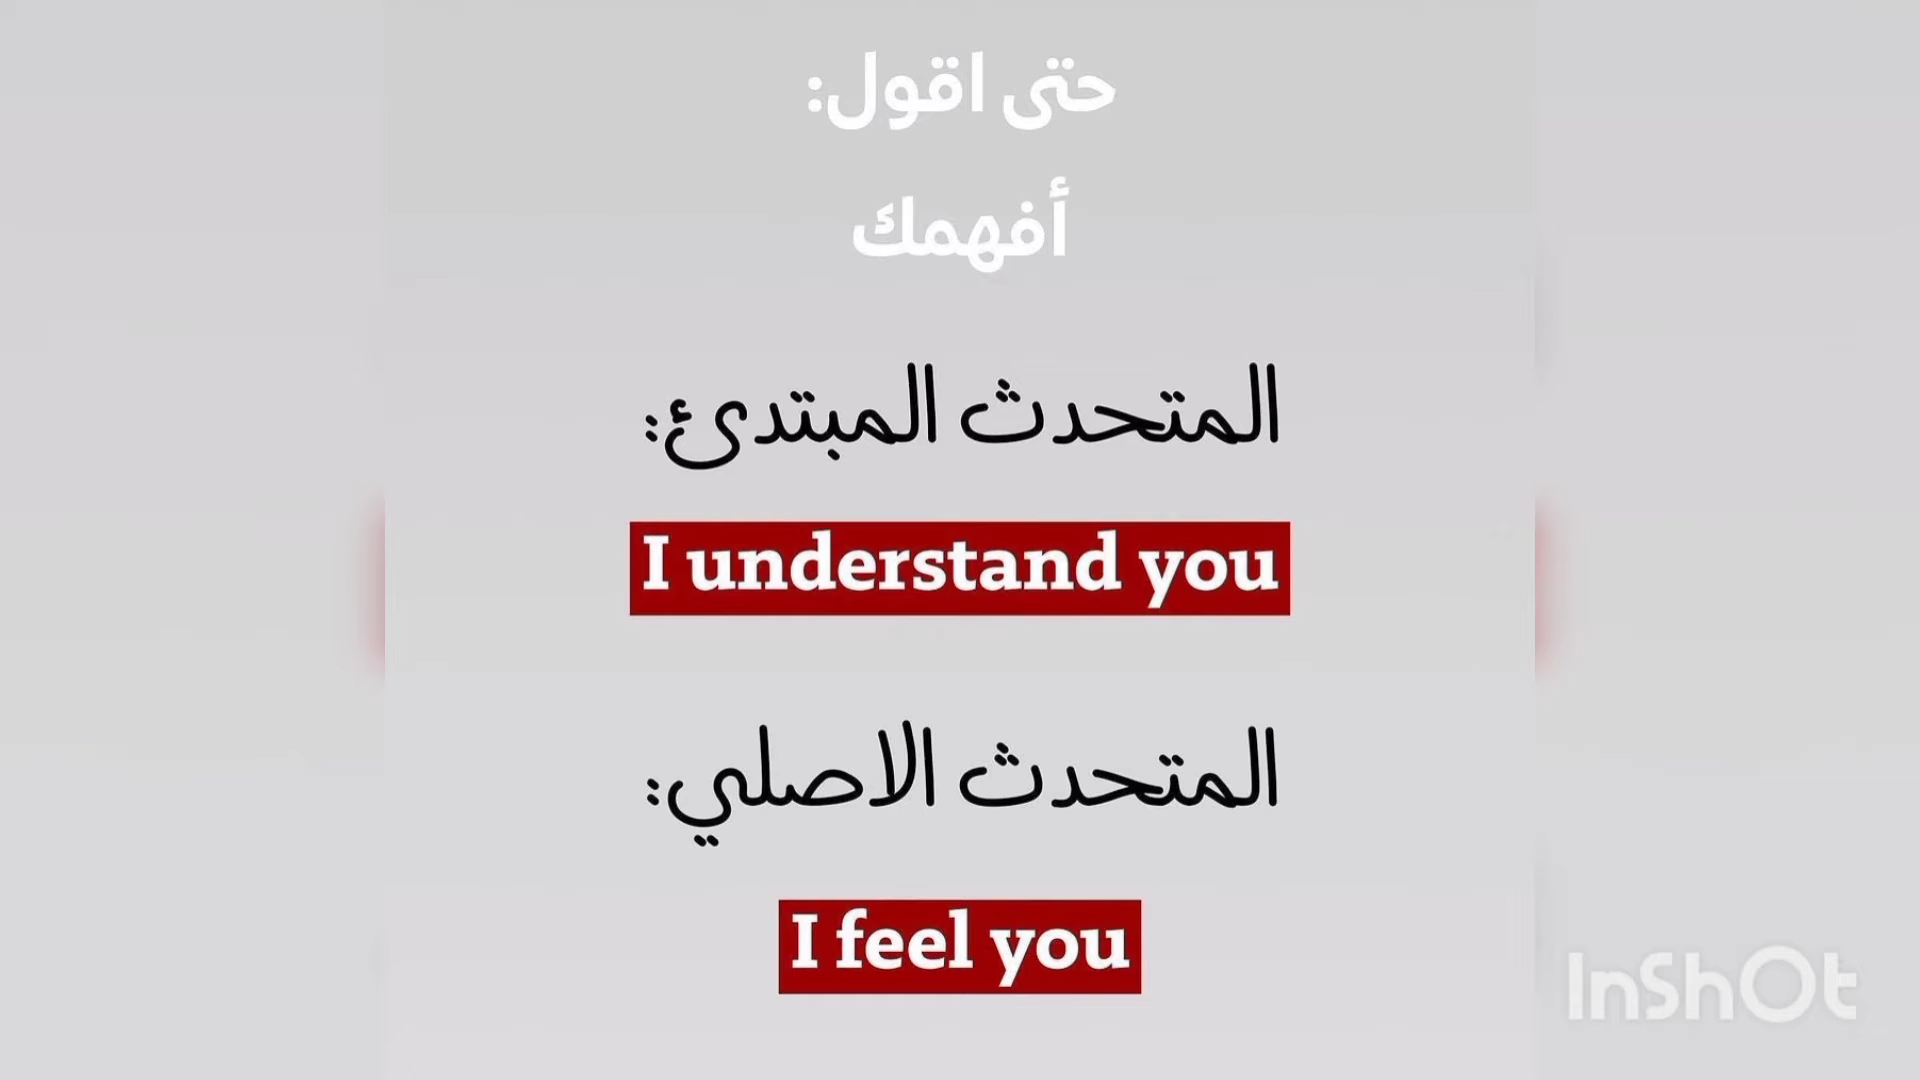 حتى اقول:
أفهمك
المتحدث المبتدئ:
I understand you
المتحدث الاصلي:
I feel you
InShOt